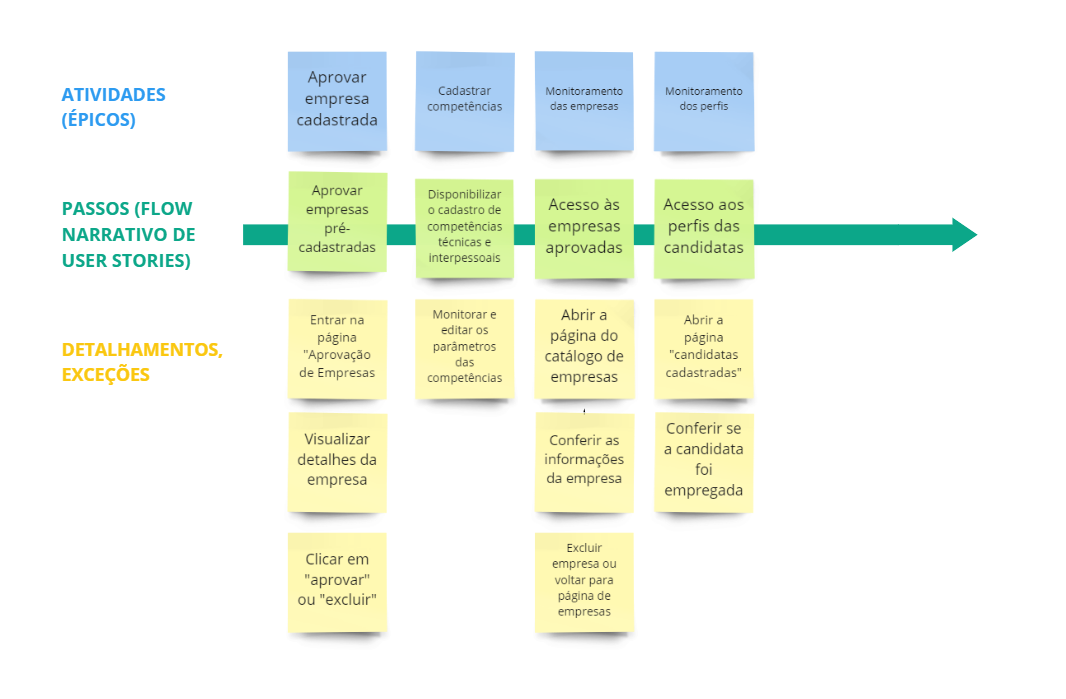 ATIVIDADES
(ÉPICOS)
Aprovar
empresa
cadastrada
Cadastrar
competências
Monitoramento
das empresas
Monitoramento
dos perfis
PASSOS (FLOW
NARRATIVO DE
USER STORIES)
Aprovar
empresas
pré-
cadastradas
Disponibilizar
o cadastro de
competências
técnicas e
interpessoais
Acesso às
empresas
aprovadas
Acesso aos
perfis das
candidatas
DETALHAMENTOS,
EXCEÇÕES
Entrar na
página
"Aprovação
de Empresas
Monitorar e
editar os
parâmetros
das
competências
Abrir a
página do
catálogo de
empresas
Abrir a
página
"candidatas
cadastradas"
Visualizar
detalhes da
empresa
Conferir as
informações
da empresa
Conferir se
a candidata
foi
empregada
Clicar em
"aprovar"
ou "excluir"
Excluir
empresa ou
voltar para
página de
empresas